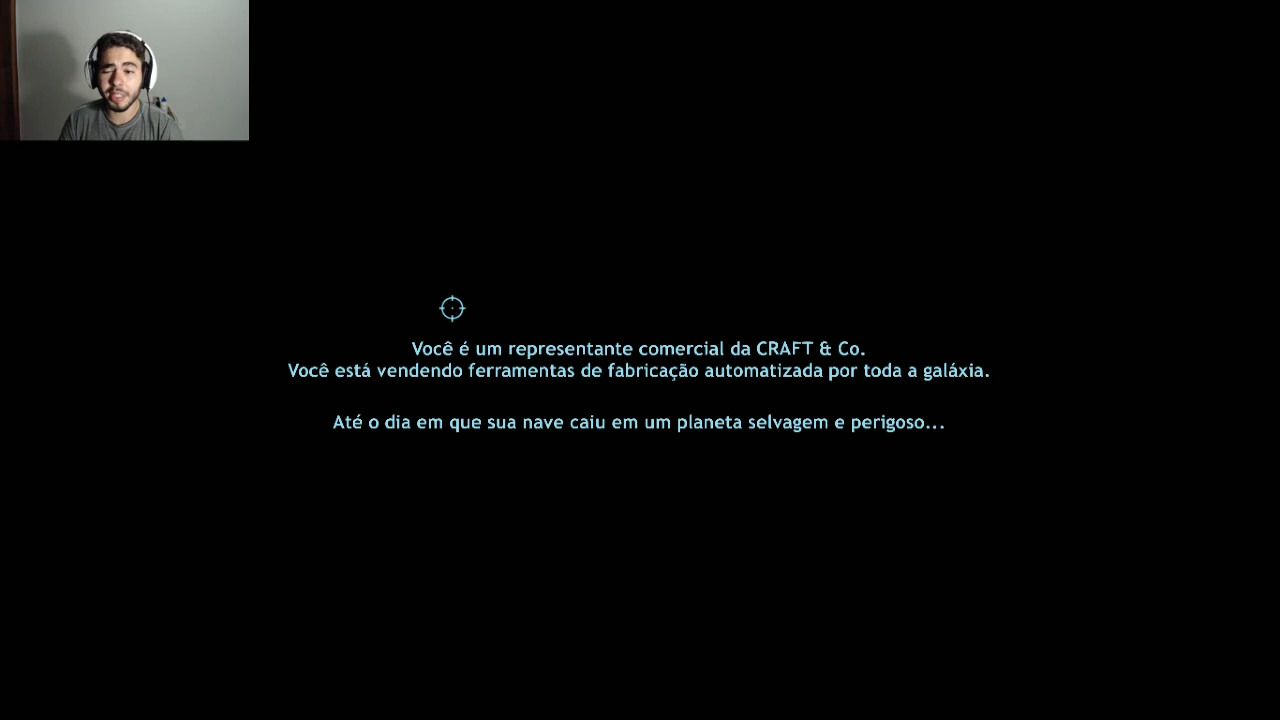 Você é um representante comercial da CRAFT & Co.
Você está vendendo ferramentas de fabricação automatizada por toda a galáxia.
Até o dia em que sua nave caiu em um planeta selvagem e perigoso...